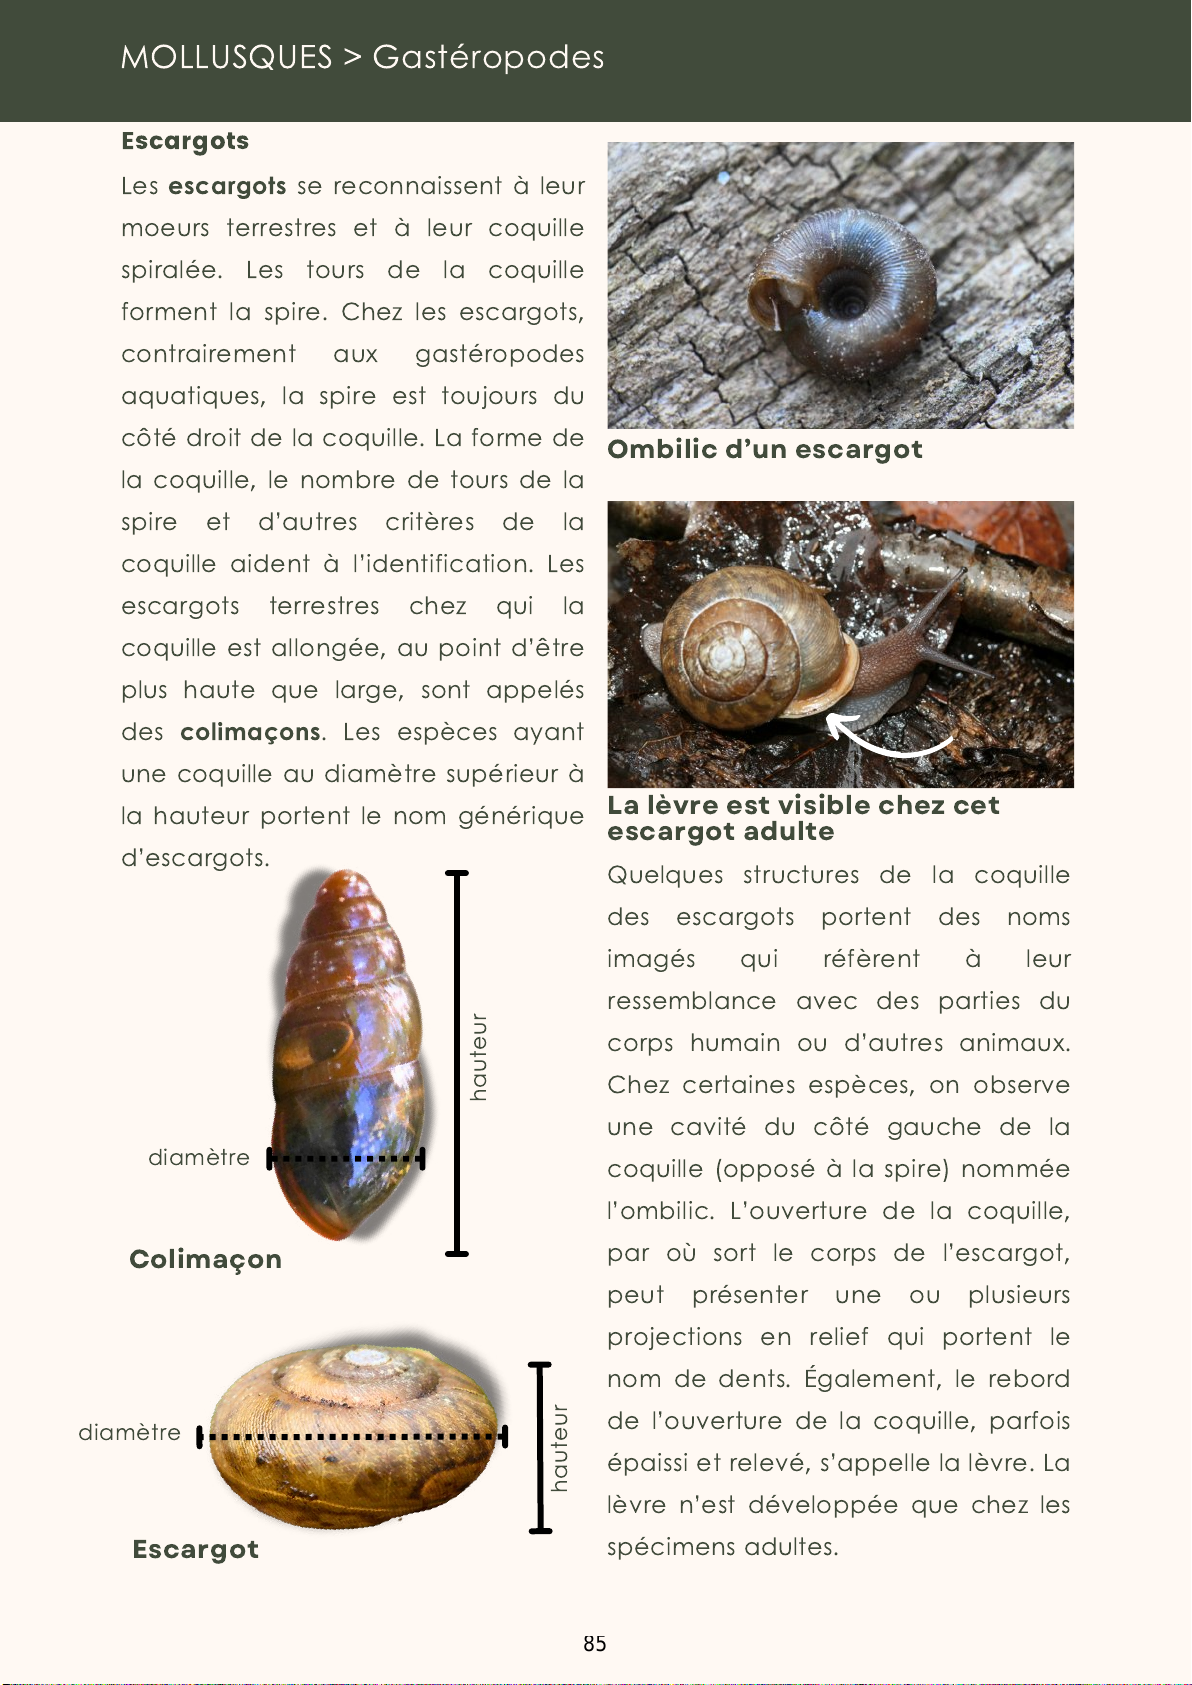 MOLLUSQUES > Gastéropodes
Escargots
Les escargots se reconnaissent à leur
moeurs terrestres et à leur coquille
spiralée. Les tours de la coquille
forment la spire. Chez les escargots,
contrairement aux gastéropodes
aquatiques, la spire est toujours du
côté droit de la coquille. La forme de
la coquille, le nombre de tours de la
spire et d'autres critères de la
coquille aident à l'identification. Les
escargots terrestres chez qui la
coquille est allongée, au point d'être
plus haute que large, sont appelés
des colimaçons. Les espèces ayant
une coquille au diamètre supérieur à
la hauteur portent le nom générique
d'escargots.
hauteur
diamètre
Colimaçon
diamètre
hauteur
Escargot
Ombilic d'un escargot
La lèvre est visible chez cet
escargot adulte
Quelques structures de la coquille
des escargots portent des noms
imagés qui réfèrent à leur
ressemblance avec des parties du
corps humain ou d'autres animaux.
Chez certaines espèces, on observe
une cavité du côté gauche de la
coquille (opposé à la spire) nommée
l'ombilic. L'ouverture de la coquille,
par où sort le corps de l'escargot,
peut présenter une ou plusieurs
projections en relief qui portent le
nom de dents. Également, le rebord
de l'ouverture de la coquille, parfois
épaissi et relevé, s'appelle la lèvre. La
lèvre n'est développée que chez les
spécimens adultes.
85